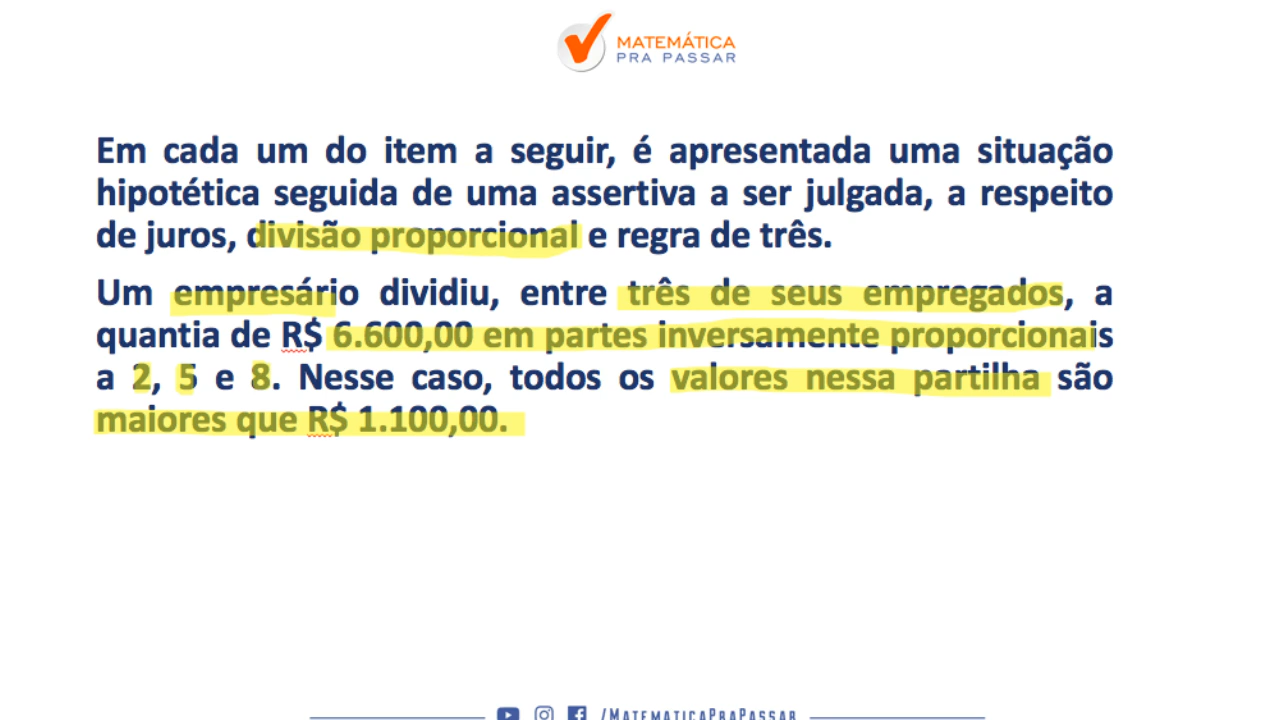 MATEMÁTICA
PRA PASSAR
Em cada um do item a seguir, é apresentada uma situação
hipotética seguida de uma assertiva a ser julgada, a respeito
de juros, divisão proporcional e regra de três.
Um empresário dividiu, entre três de seus empregados, a
quantia de R$ 6.600,00 em partes inversamente proporcionais
a 2, 5 e 8. Nesse caso, todos os valores nessa partilha são
maiores que R$ 1.100,00.
/MATEMATICAPRAPASSAR